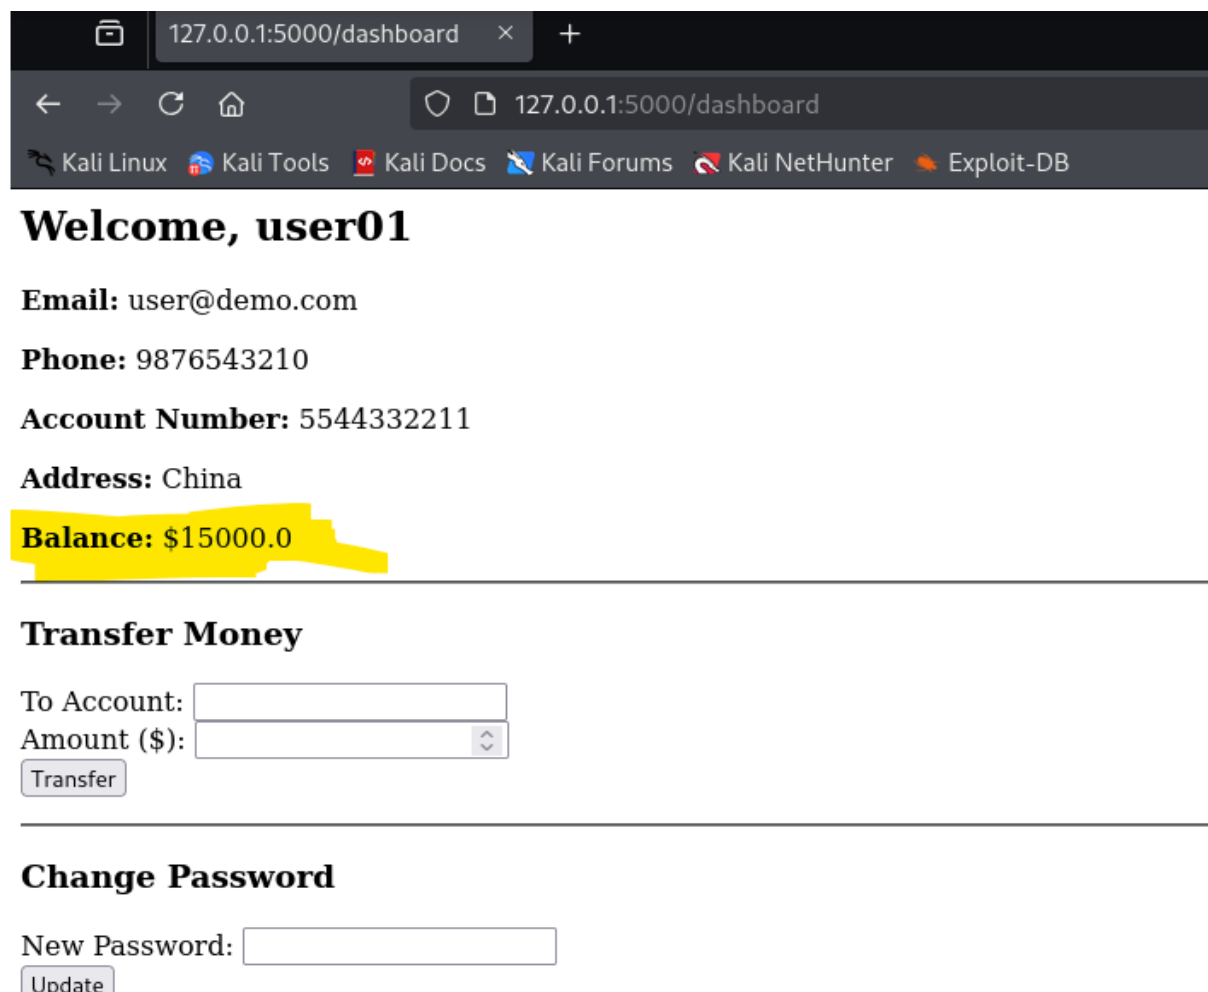 127.0.0.1:5000/dashboard
127.0.0.1:5000/dashboard
Kali Linux Kali Tools Kali Docs Kali Forums Kali NetHunter Exploit-DB
Welcome, user01
Email: user@demo.com
Phone: 9876543210
Account Number: 5544332211
Address: China
Balance: $15000.0
Transfer Money
To Account:
Amount ($):
Transfer
Change Password
New Password:
Update